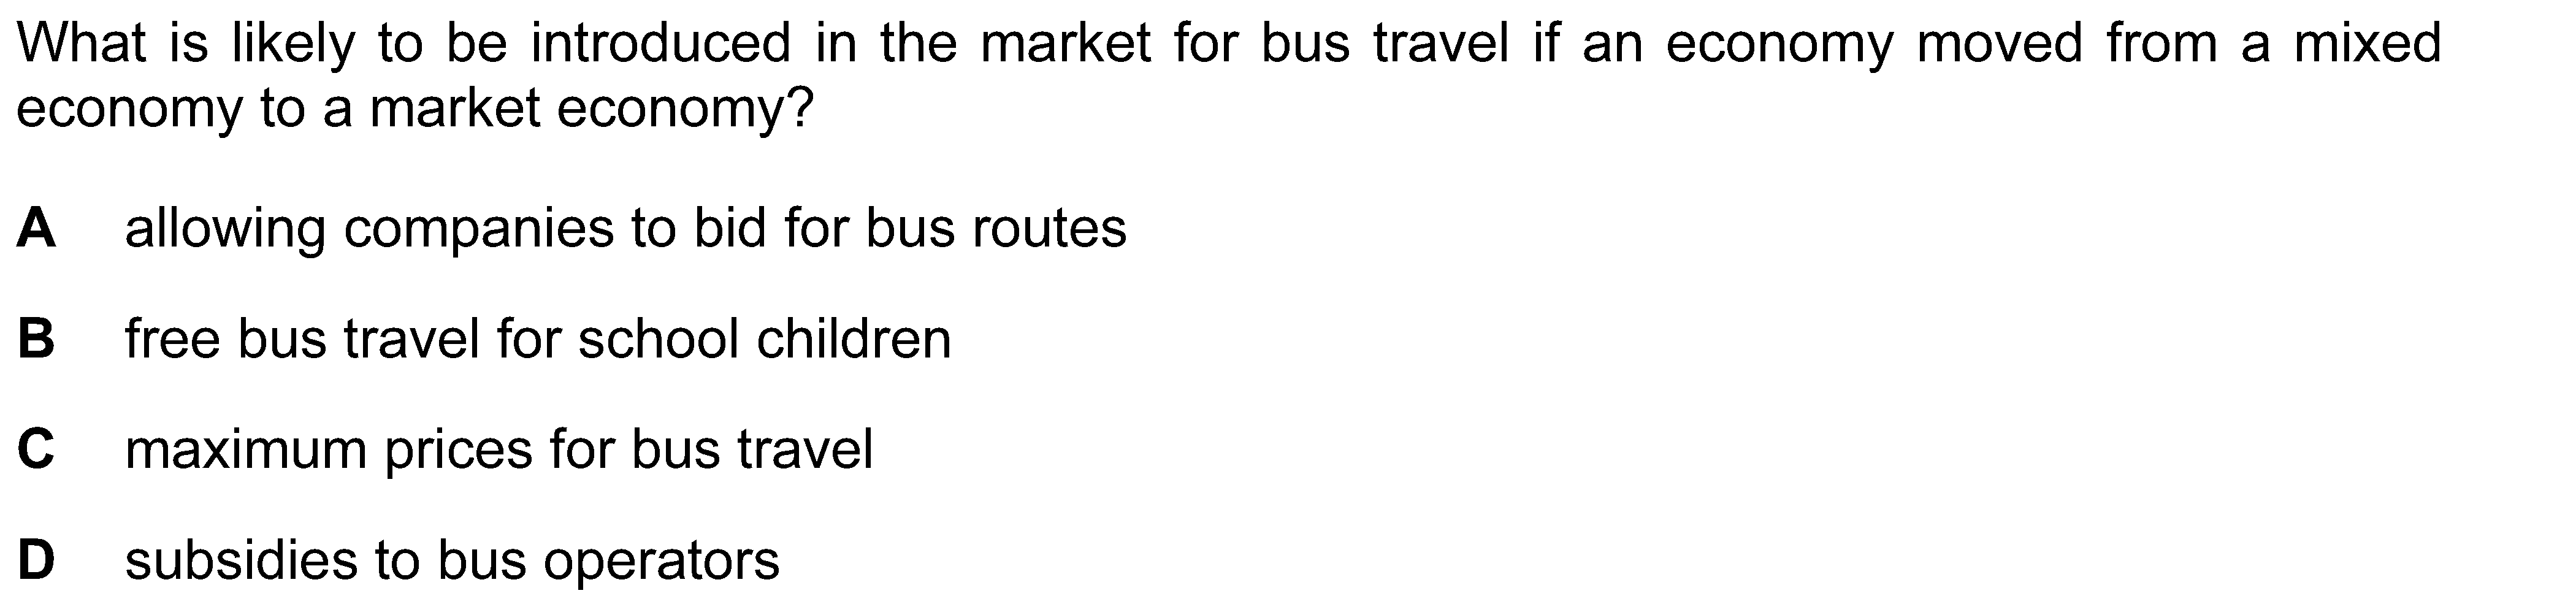 What is likely to be introduced in the market for bus travel if an economy moved from a mixed
economy to a market economy?
A allowing companies to bid for bus routes
B free bus travel for school children
C maximum prices for bus travel
D subsidies to bus operators